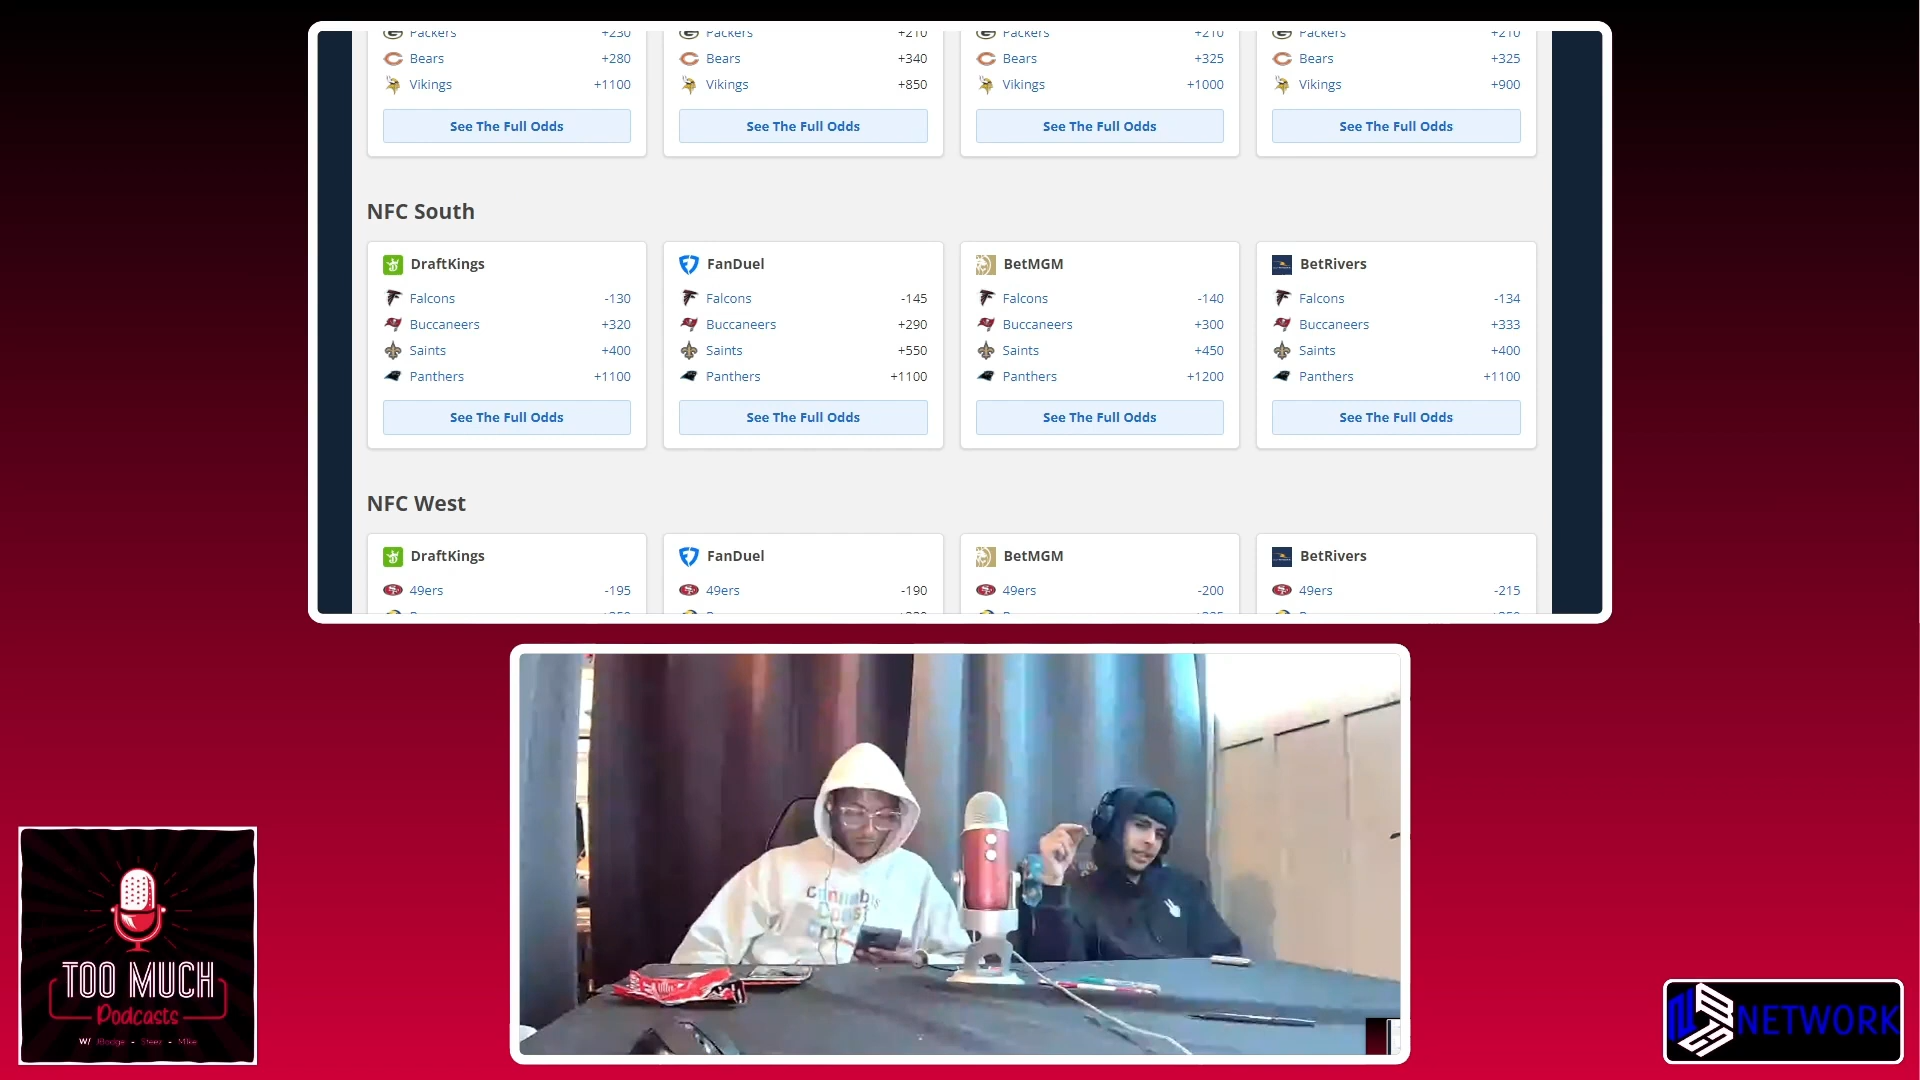 Packers +230 Packers +210 Packers +210 Packers +210
Bears +280 Bears +340 Bears +325 Bears +325
Vikings +1100 Vikings +850 Vikings +1000 Vikings +900
See The Full Odds See The Full Odds See The Full Odds See The Full Odds
NFC South
DraftKings FanDuel BetMGM BetRivers
Falcons -130 Falcons -145 Falcons -140 Falcons -134
Buccaneers +320 Buccaneers +290 Buccaneers +300 Buccaneers +333
Saints +400 Saints +550 Saints +450 Saints +400
Panthers +1100 Panthers +1100 Panthers +1200 Panthers +1100
See The Full Odds See The Full Odds See The Full Odds See The Full Odds
NFC West
DraftKings FanDuel BetMGM BetRivers
49ers -195 49ers -190 49ers -200 49ers -215
Cannabis
Coast
TOO MUCH
Podcasts
W/ Blodge - Steez - Mike
NETWORK